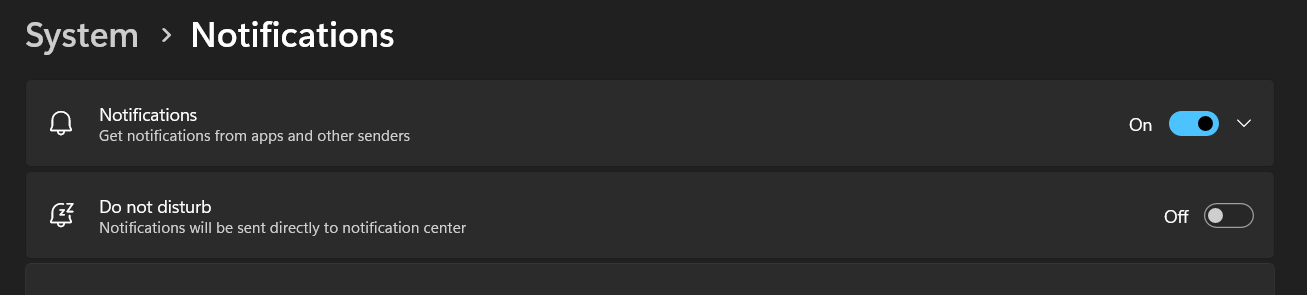 System > Notifications
Notifications
Get notifications from apps and other senders
On
Do not disturb
Notifications will be sent directly to notification center
Off